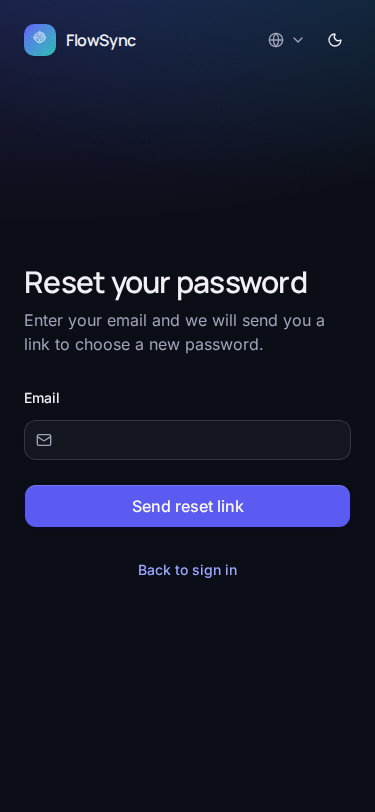 FlowSync
Reset your password
Enter your email and we will send you a
link to choose a new password.
Email
Send reset link
Back to sign in